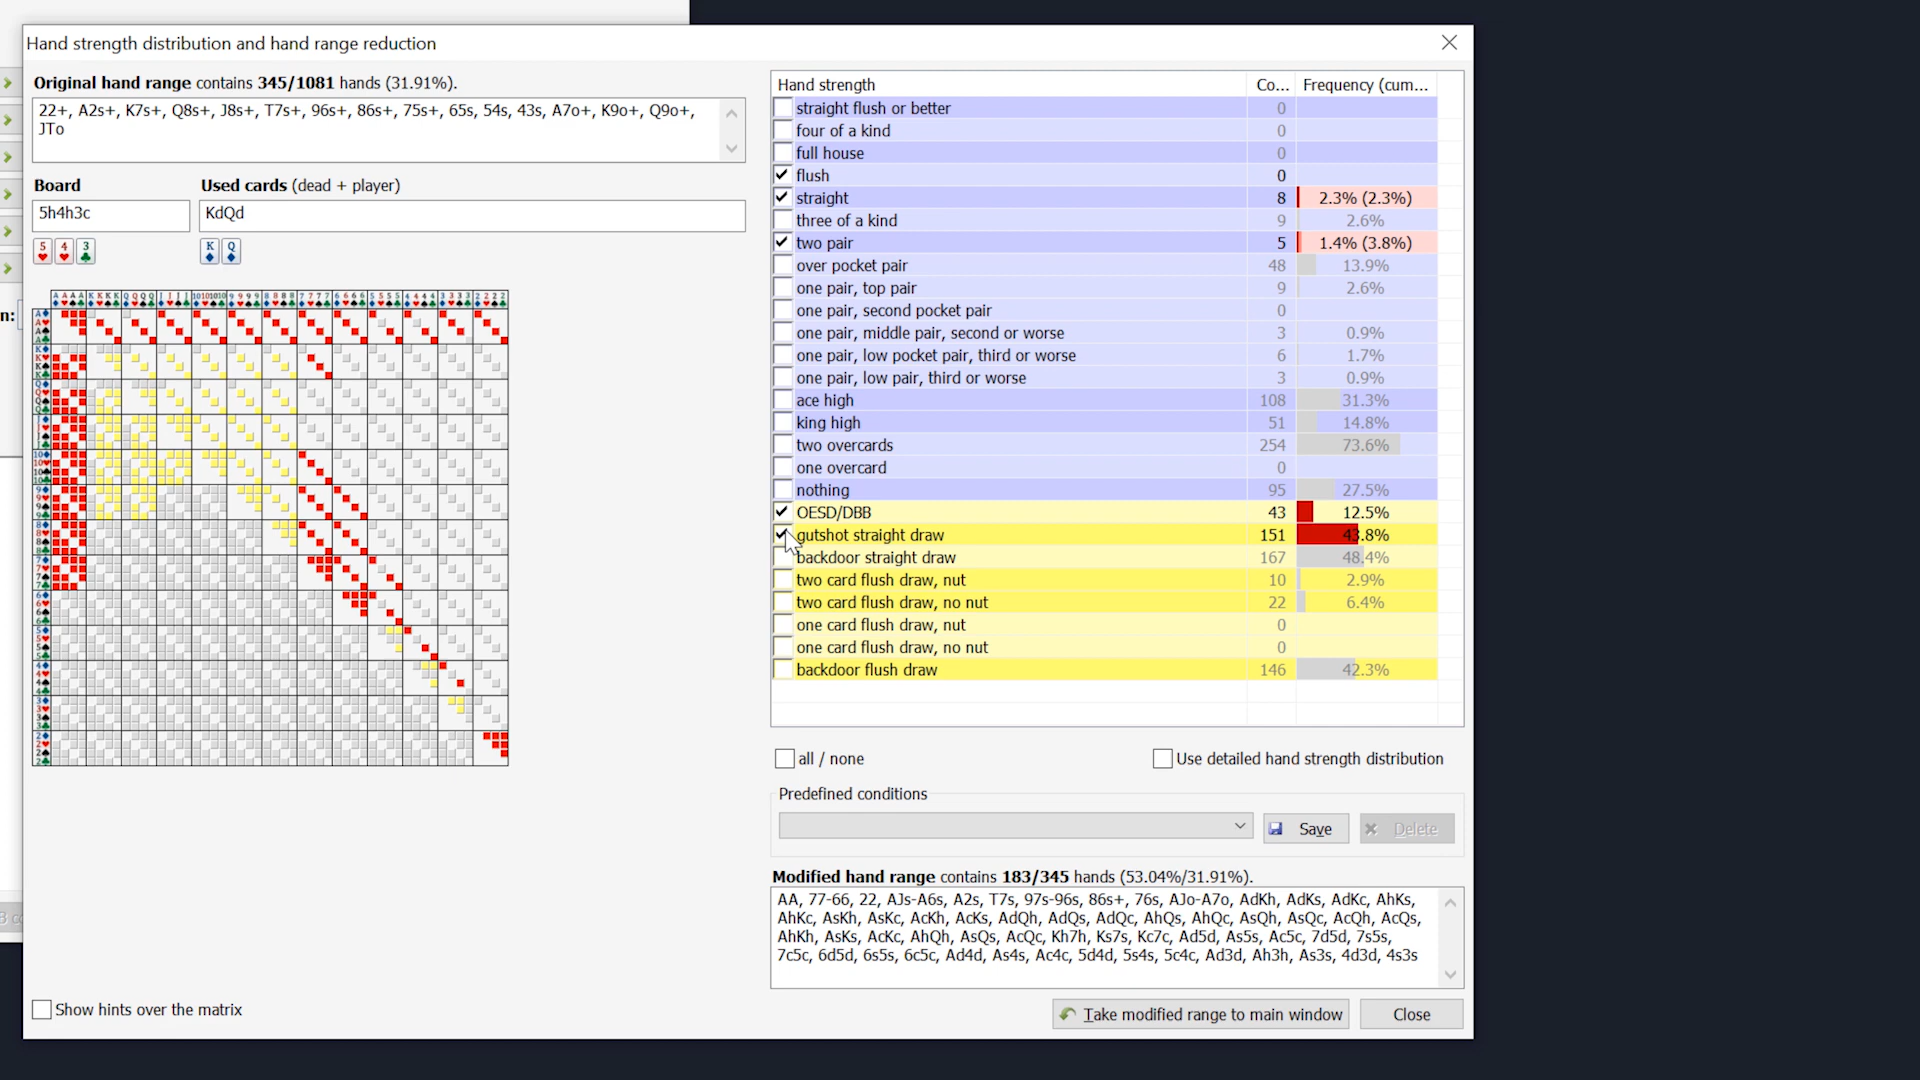 Hand strength distribution and hand range reduction
Original hand range contains 345/1081 hands (31.91%).
22+, A2s+, K7s+, Q8s+, J8s+, T7s+, 96s+, 86s+, 75s+, 65s, 54s, 43s, A7o+, K9o+, Q9o+,
JTo
Board
Used cards (dead + player)
5h4h3c
KdQd
5 4 3
K Q
n:
Hand strength Co... Frequency (cum...
straight flush or better 0
four of a kind 0
full house 0
flush 0
straight 8 2.3% (2.3%)
three of a kind 9 2.6%
two pair 5 1.4% (3.8%)
over pocket pair 48 13.9%
one pair, top pair 9 2.6%
one pair, second pocket pair 0
one pair, middle pair, second or worse 3 0.9%
one pair, low pocket pair, third or worse 6 1.7%
one pair, low pair, third or worse 3 0.9%
ace high 108 31.3%
king high 51 14.8%
two overcards 254 73.6%
one overcard 0
nothing 95 27.5%
OESD/DBB 43 12.5%
gutshot straight draw 151 43.8%
backdoor straight draw 167 48.4%
two card flush draw, nut 10 2.9%
two card flush draw, no nut 22 6.4%
one card flush draw, nut 0
one card flush draw, no nut 0
backdoor flush draw 146 42.3%
all / none
Use detailed hand strength distribution
Predefined conditions
Save
Delete
Modified hand range contains 183/345 hands (53.04%/31.91%).
AA, 77-66, 22, AJs-A6s, A2s, T7s, 97s-96s, 86s+, 76s, AJo-A7o, AdKh, AdKs, AdKc, AhKs,
AhKc, AsKh, AsKc, AcKh, AcKs, AdQh, AdQs, AdQc, AhQs, AhQc, AsQh, AsQc, AcQh, AcQs,
AhKh, AsKs, AcKc, AhQh, AsQs, AcQc, Kh7h, Ks7s, Kc7c, Ad5d, As5s, Ac5c, 7d5d, 7s5s,
7c5c, 6d5d, 6s5s, 6c5c, Ad4d, As4s, Ac4c, 5d4d, 5s4s, 5c4c, Ad3d, Ah3h, As3s, 4d3d, 4s3s
Show hints over the matrix
Take modified range to main window
Close